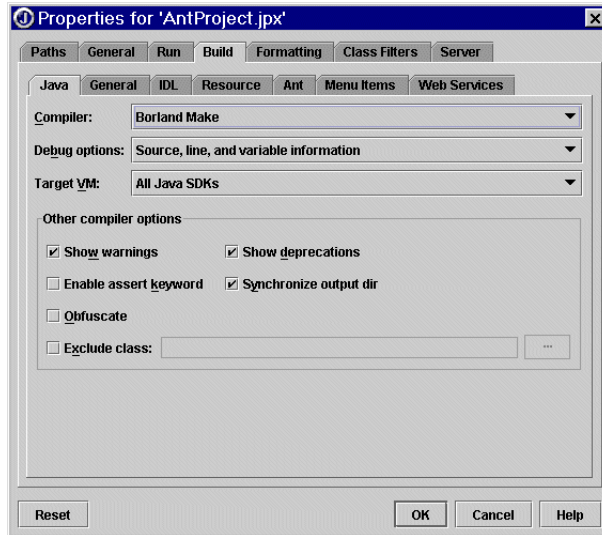 Properties for 'AntProject.jpx'
Paths General Run Build Formatting Class Filters Server
Java General IDL Resource Ant Menu Items Web Services
Compiler: Borland Make
Debug options: Source, line, and variable information
Target VM: All Java SDKs
Other compiler options
Show warnings Show deprecations
Enable assert keyword Synchronize output dir
Obfuscate
Exclude class: ...
Reset OK Cancel Help